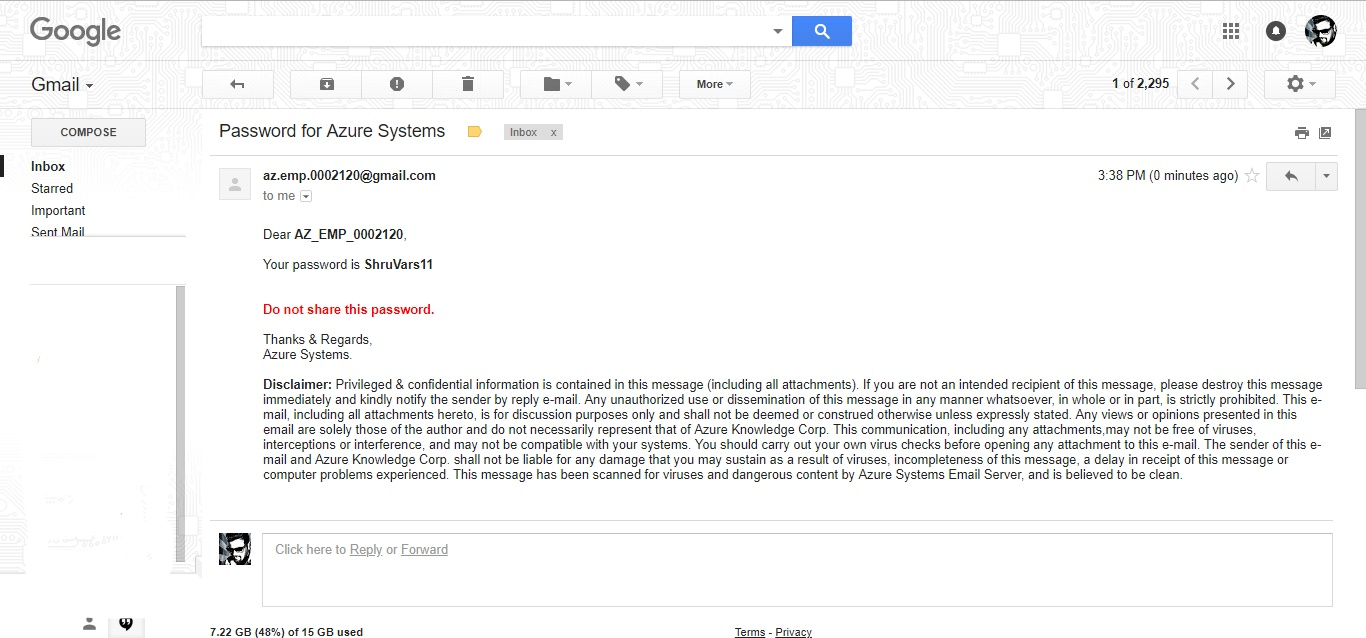 Google
Gmail
More
1 of 2,295
COMPOSE
Inbox
Starred
Important
Sent Mail
Password for Azure Systems
Inbox x
az.emp.0002120@gmail.com
3:38 PM (0 minutes ago)
to me
Dear AZ_EMP_0002120,
Your password is ShruVars11
Do not share this password.
Thanks & Regards,
Azure Systems.
Disclaimer: Privileged & confidential information is contained in this message (including all attachments). If you are not an intended recipient of this message, please destroy this message
immediately and kindly notify the sender by reply e-mail. Any unauthorized use or dissemination of this message in any manner whatsoever, in whole or in part, is strictly prohibited. This e-
mail, including all attachments hereto, is for discussion purposes only and shall not be deemed or construed otherwise unless expressly stated. Any views or opinions presented in this
email are solely those of the author and do not necessarily represent that of Azure Knowledge Corp. This communication, including any attachments,may not be free of viruses,
interceptions or interference, and may not be compatible with your systems. You should carry out your own virus checks before opening any attachment to this e-mail. The sender of this e-
mail and Azure Knowledge Corp. shall not be liable for any damage that you may sustain as a result of viruses, incompleteness of this message, a delay in receipt of this message or
computer problems experienced. This message has been scanned for viruses and dangerous content by Azure Systems Email Server, and is believed to be clean.
Click here to Reply or Forward
7.22 GB (48%) of 15 GB used
Terms - Privacy